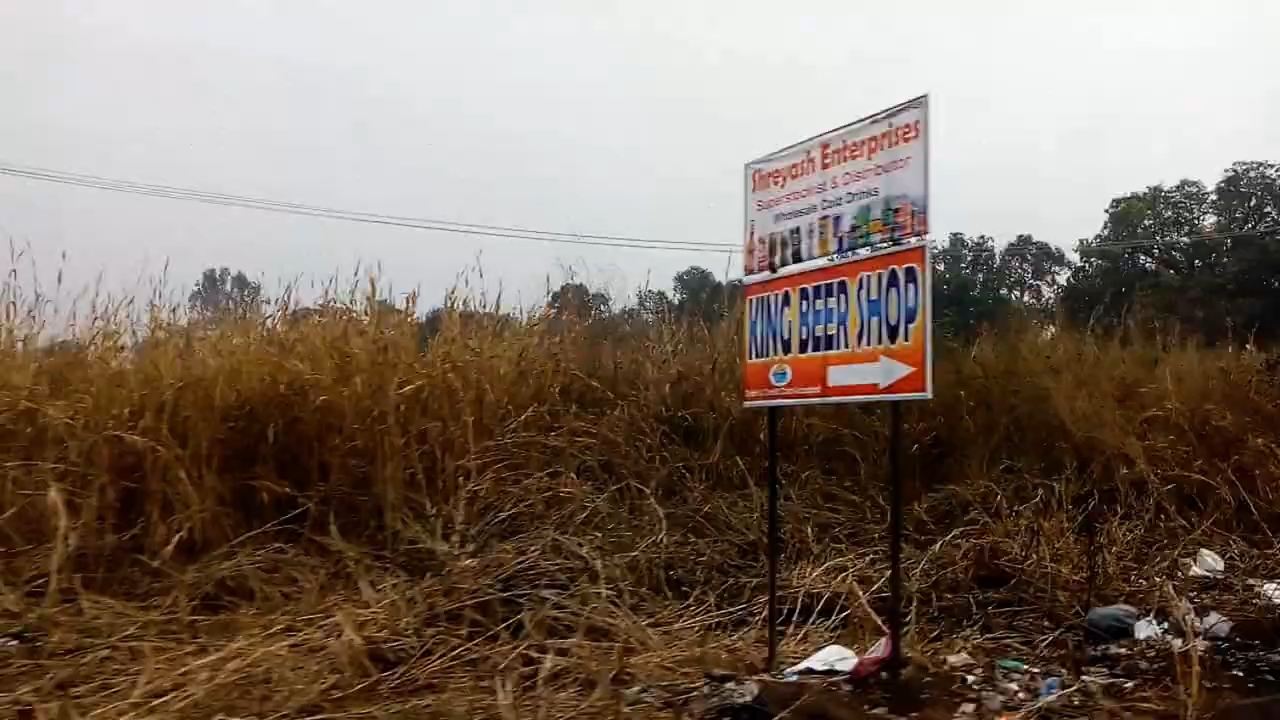 Shreyash Enterprises
Superstockist & Distributor
Wholesale Cold Drinks
KING BEER SHOP